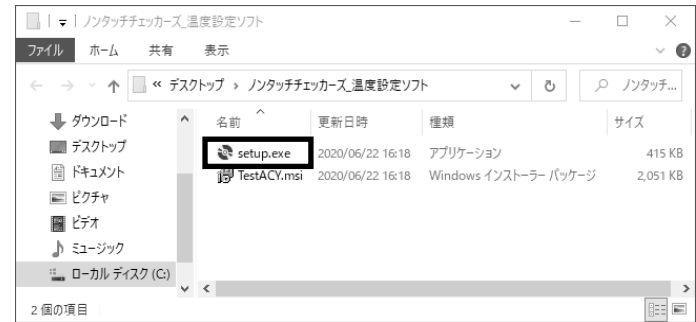 ノンタッチチェッカーズ_温度設定ソフト
ファイル ホーム 共有 表示
« デスクトップ › ノンタッチチェッカーズ_温度設定ソフト ノンタッチ...
名前 更新日時 種類 サイズ
ダウンロード
デスクトップ
ドキュメント
ピクチャ
ビデオ
ミュージック
ローカル ディスク (C:)
setup.exe 2020/06/22 16:18 アプリケーション 415 KB
TestACY.msi 2020/06/22 16:18 Windows インストーラー パッケージ 2,051 KB
2 個の項目